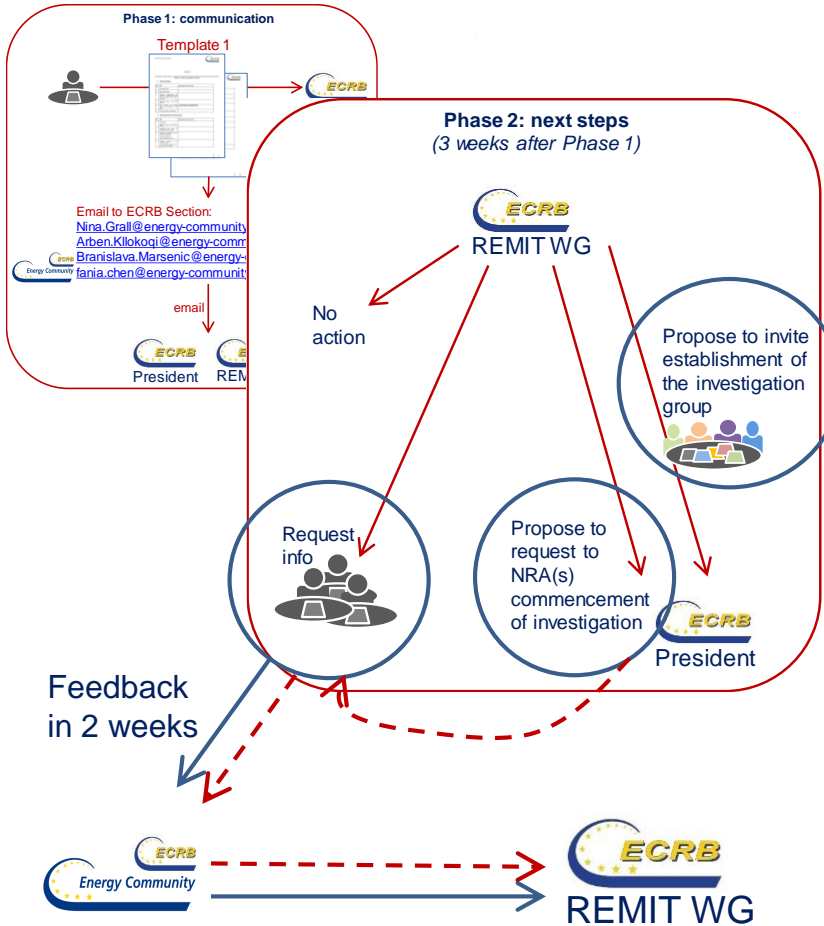 Phase 1: communication
Template 1
ECRB
ECRB
Email to ECRB Section:
Nina.Grall@energy-community
Arben.Kllokoqi@energy-comm
Branislava.Marsenic@energy-
fania.chen@energy-community
ECRB
Energy Community
email
ECRB
President
REM
Phase 2: next steps
(3 weeks after Phase 1)
ECRB
REMIT WG
No
action
Propose to invite
establishment of
the investigation
group
Request
info
Propose to
request to
NRA(s)
commencement
of investigation
ECRB
President
Feedback
in 2 weeks
ECRB
Energy Community
ECRB
REMIT WG